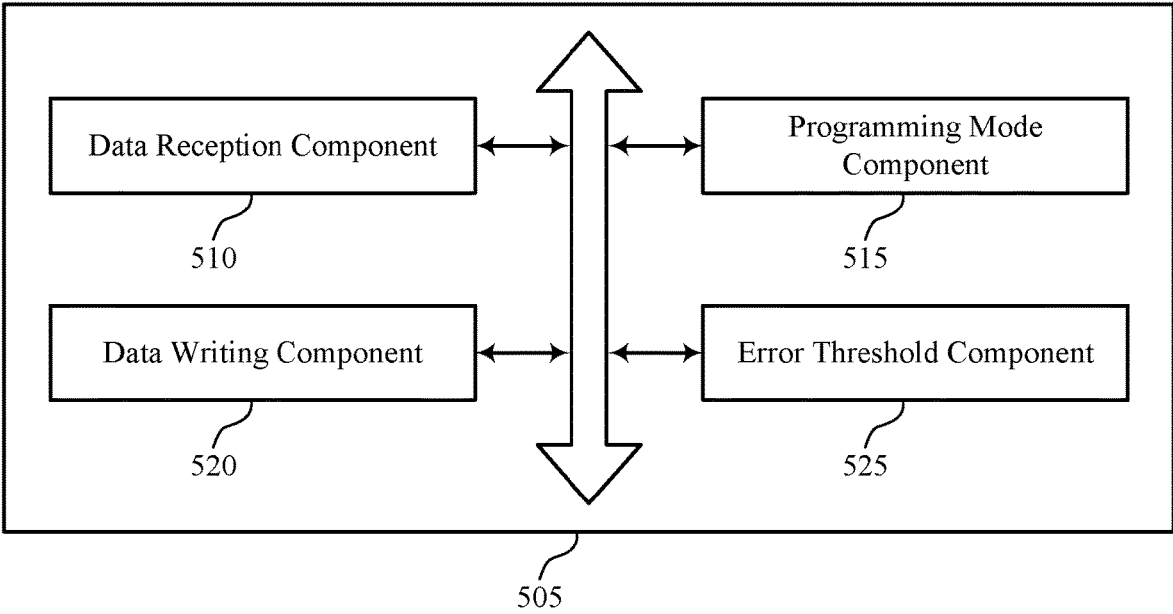 Data Reception Component
510
Programming Mode
Component
515
Data Writing Component
520
Error Threshold Component
525
505